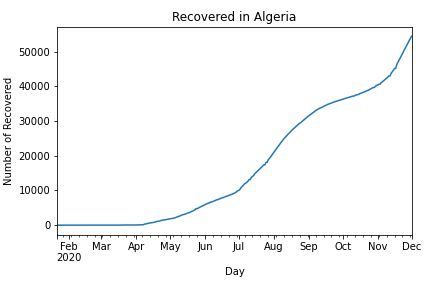 Recovered in Algeria
Number of Recovered
50000
40000
30000
20000
10000
0
Feb Mar Apr May Jun Jul Aug Sep Oct Nov Dec
2020
Day